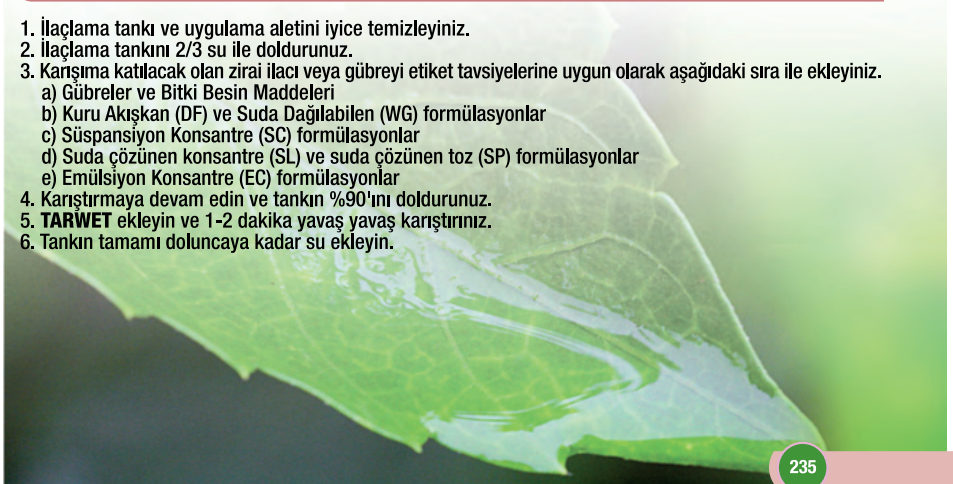 1. İlaçlama tankı ve uygulama aletini iyice temizleyiniz.
2. İlaçlama tankını 2/3 su ile doldurunuz.
3. Karışıma katılacak olan zirai ilacı veya gübreyi etiket tavsiyelerine uygun olarak aşağıdaki sıra ile ekleyiniz.
a) Gübreler ve Bitki Besin Maddeleri
b) Kuru Akışkan (DF) ve Suda Dağılabilen (WG) formülasyonlar
c) Süspansiyon Konsantre (SC) formülasyonlar
d) Suda çözünen konsantre (SL) ve suda çözünen toz (SP) formülasyonlar
e) Emülsiyon Konsantre (EC) formülasyonlar
4. Karıştırmaya devam edin ve tankın %90'ını doldurunuz.
5. TARWET ekleyin ve 1-2 dakika yavaş yavaş karıştırınız.
6. Tankın tamamı doluncaya kadar su ekleyin.
235